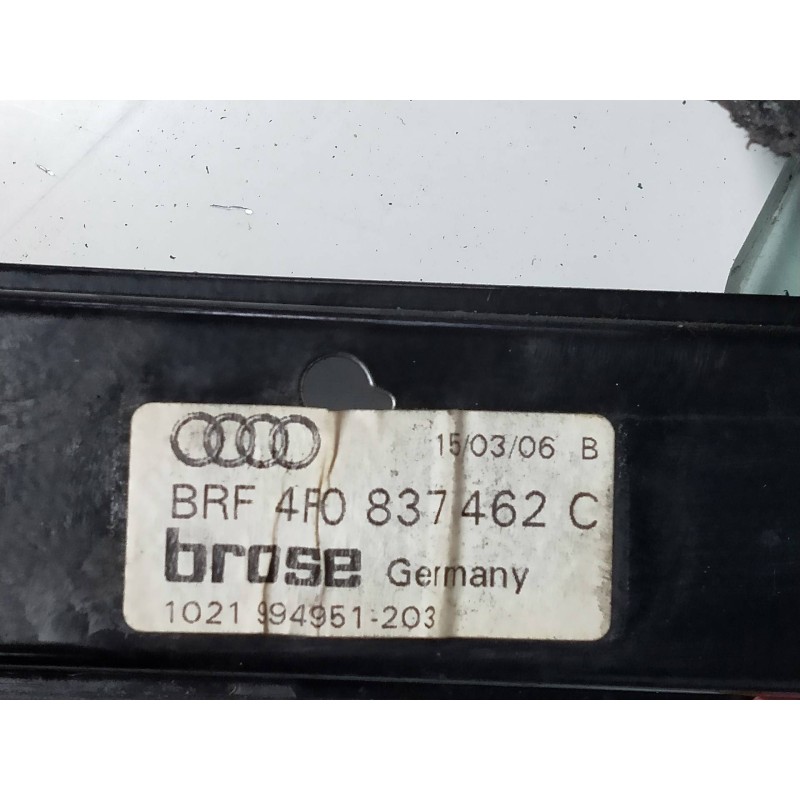 15/03/06 B
BRF 4F0 837 462 C
brose Germany
1021 994951-203